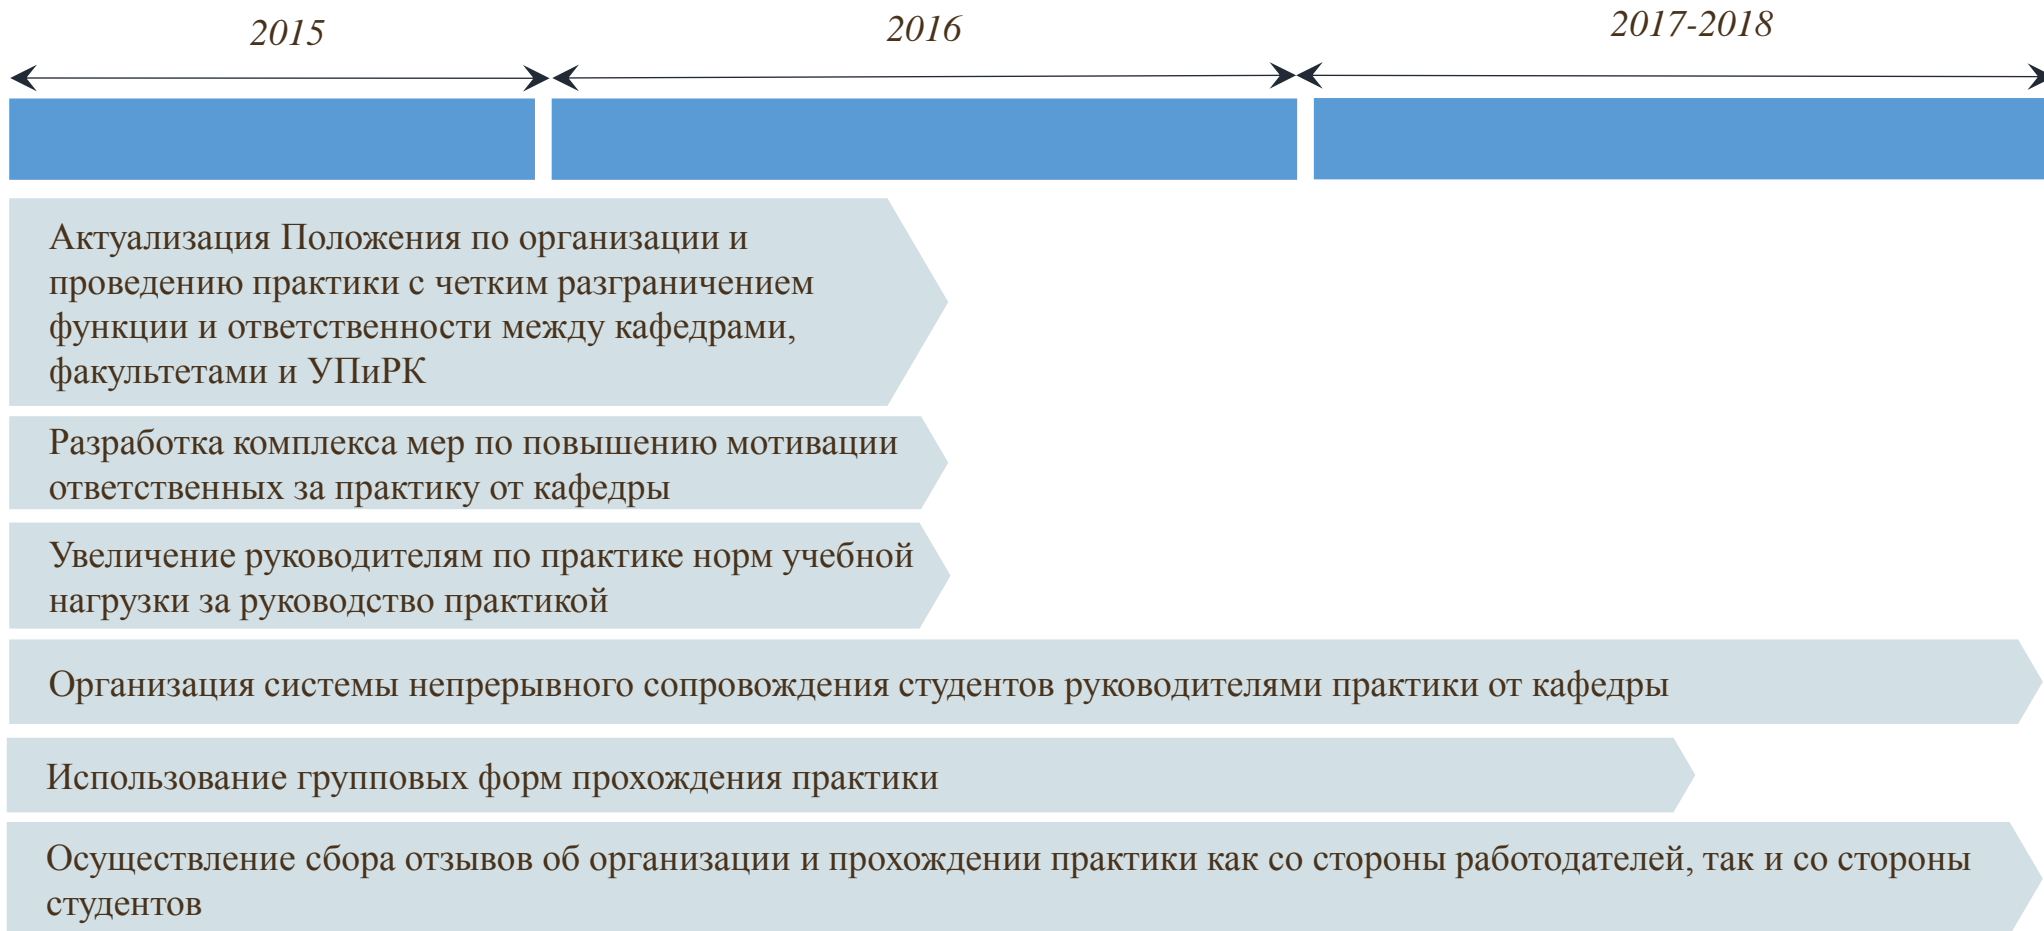 2015
2016
2017-2018
Актуализация Положения по организации и
проведению практики с четким разграничением
функции и ответственности между кафедрами,
факультетами и УПиРК
Разработка комплекса мер по повышению мотивации
ответственных за практику от кафедры
Увеличение руководителям по практике норм учебной
нагрузки за руководство практикой
Организация системы непрерывного сопровождения студентов руководителями практики от кафедры
Использование групповых форм прохождения практики
Осуществление сбора отзывов об организации и прохождении практики как со стороны работодателей, так и со стороны
студентов